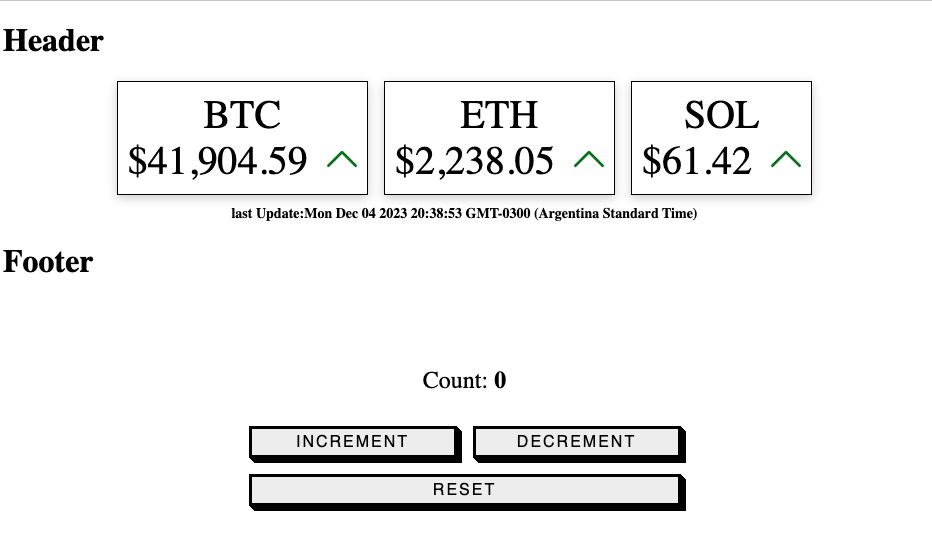 Header
BTC ETH SOL
$41,904.59 $2,238.05 $61.42
last Update:Mon Dec 04 2023 20:38:53 GMT-0300 (Argentina Standard Time)
Footer
Count: 0
INCREMENT DECREMENT
RESET